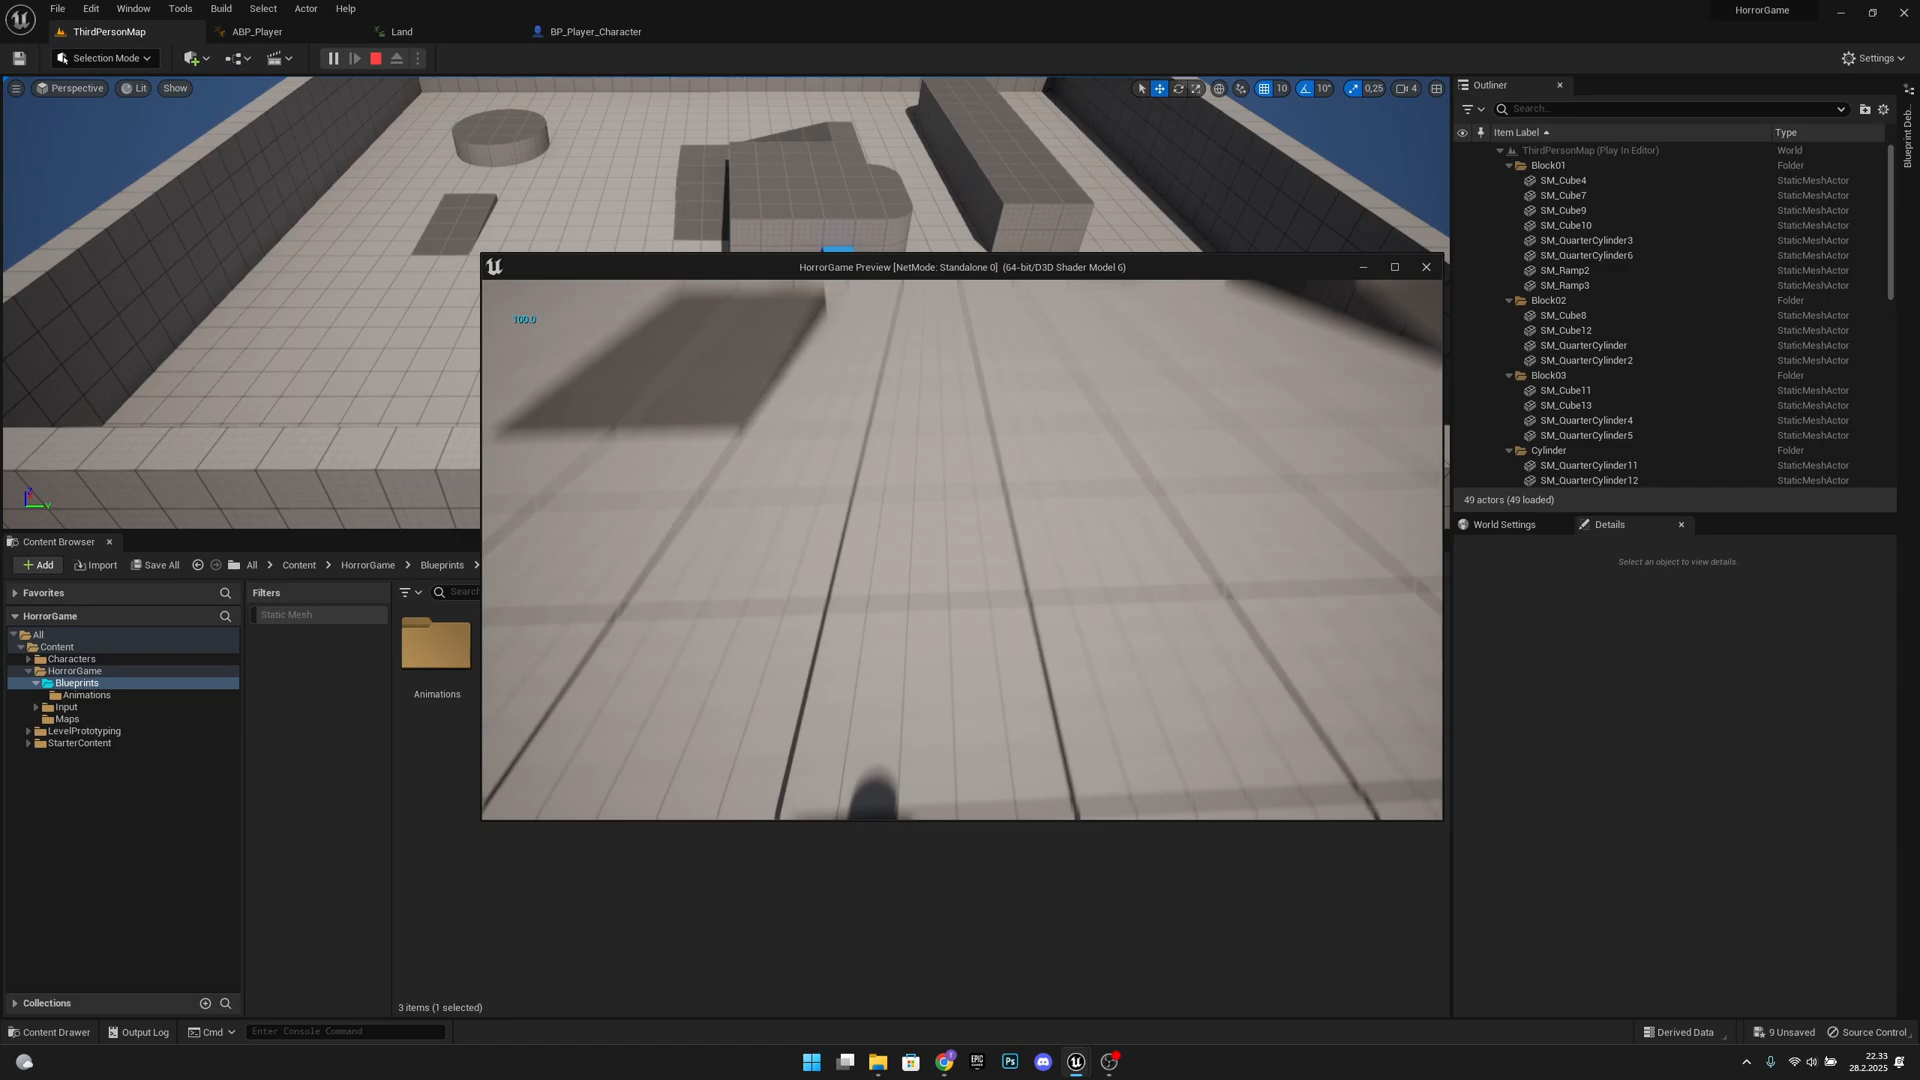 File Edit Window Tools Build Select Actor Help
HorrorGame
ThirdPersonMap
ABP_Player
Land
BP_Player_Character
Selection Mode
Settings
Perspective Lit Show
10 10° 0,25 4
Outliner
Search...
Item Label Type
ThirdPersonMap (Play In Editor) World
Block01 Folder
SM_Cube4 StaticMeshActor
SM_Cube7 StaticMeshActor
SM_Cube9 StaticMeshActor
SM_Cube10 StaticMeshActor
SM_QuarterCylinder3 StaticMeshActor
SM_QuarterCylinder6 StaticMeshActor
SM_Ramp2 StaticMeshActor
SM_Ramp3 StaticMeshActor
Block02 Folder
SM_Cube8 StaticMeshActor
SM_Cube12 StaticMeshActor
SM_QuarterCylinder StaticMeshActor
SM_QuarterCylinder2 StaticMeshActor
Block03 Folder
SM_Cube11 StaticMeshActor
SM_Cube13 StaticMeshActor
SM_QuarterCylinder4 StaticMeshActor
SM_QuarterCylinder5 StaticMeshActor
Cylinder Folder
SM_QuarterCylinder11 StaticMeshActor
SM_QuarterCylinder12 StaticMeshActor
49 actors (49 loaded)
Blueprint Deb...
World Settings
Details
Select an object to view details.
HorrorGame Preview [NetMode: Standalone 0] (64-bit/D3D Shader Model 6)
100.0
Z
Y
Content Browser
Add Import Save All All Content HorrorGame Blueprints
Favorites
HorrorGame
All
Content
Characters
HorrorGame
Blueprints
Animations
Input
Maps
LevelPrototyping
StarterContent
Collections
Filters
Static Mesh
Search
Animations
3 items (1 selected)
Content Drawer Output Log Cmd Enter Console Command
Derived Data 9 Unsaved Source Control
EPIC
Ps
22.33
28.2.2025